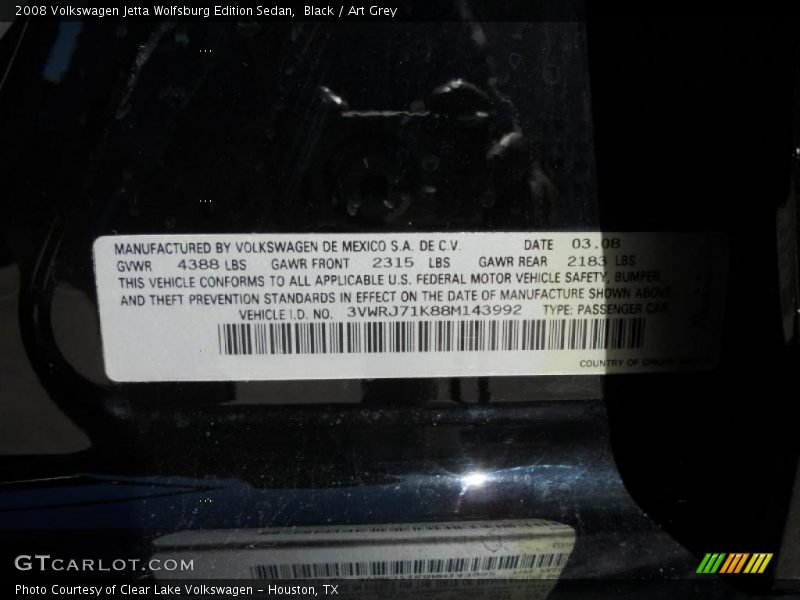 2008 Volkswagen Jetta Wolfsburg Edition Sedan,  Black / Art Grey
MANUFACTURED BY VOLKSWAGEN DE MEXICO S.A. DE C.V. DATE 03.08
GVWR 4388 LBS GAWR FRONT 2315 LBS GAWR REAR 2183 LBS
THIS VEHICLE CONFORMS TO ALL APPLICABLE U.S. FEDERAL MOTOR VEHICLE SAFETY, BUMPER,
AND THEFT PREVENTION STANDARDS IN EFFECT ON THE DATE OF MANUFACTURE SHOWN ABOVE.
VEHICLE I.D. NO. 3VWRJ71K88M143992 TYPE: PASSENGER CAR
COUNTRY OF ORIGIN
GTCARLOT.COM
Photo Courtesy of Clear Lake Volkswagen - Houston, TX